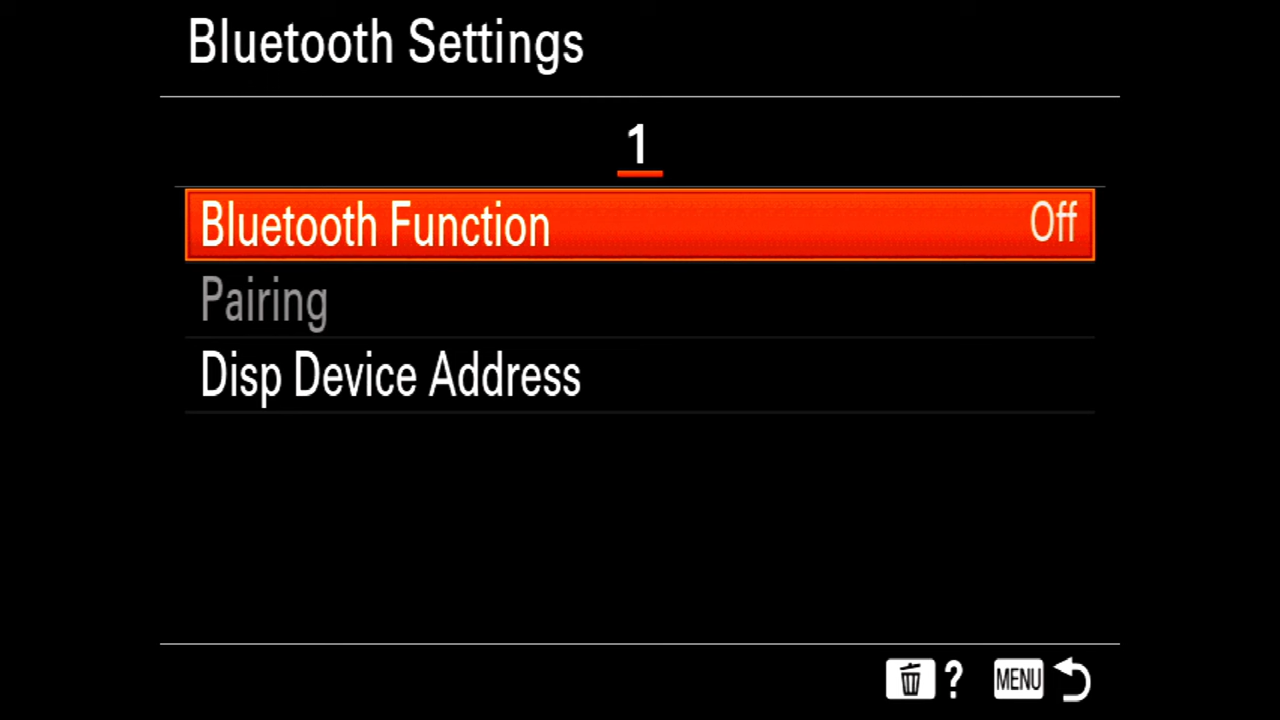 Bluetooth Settings
1
Bluetooth Function Off
Pairing
Disp Device Address
? MENU